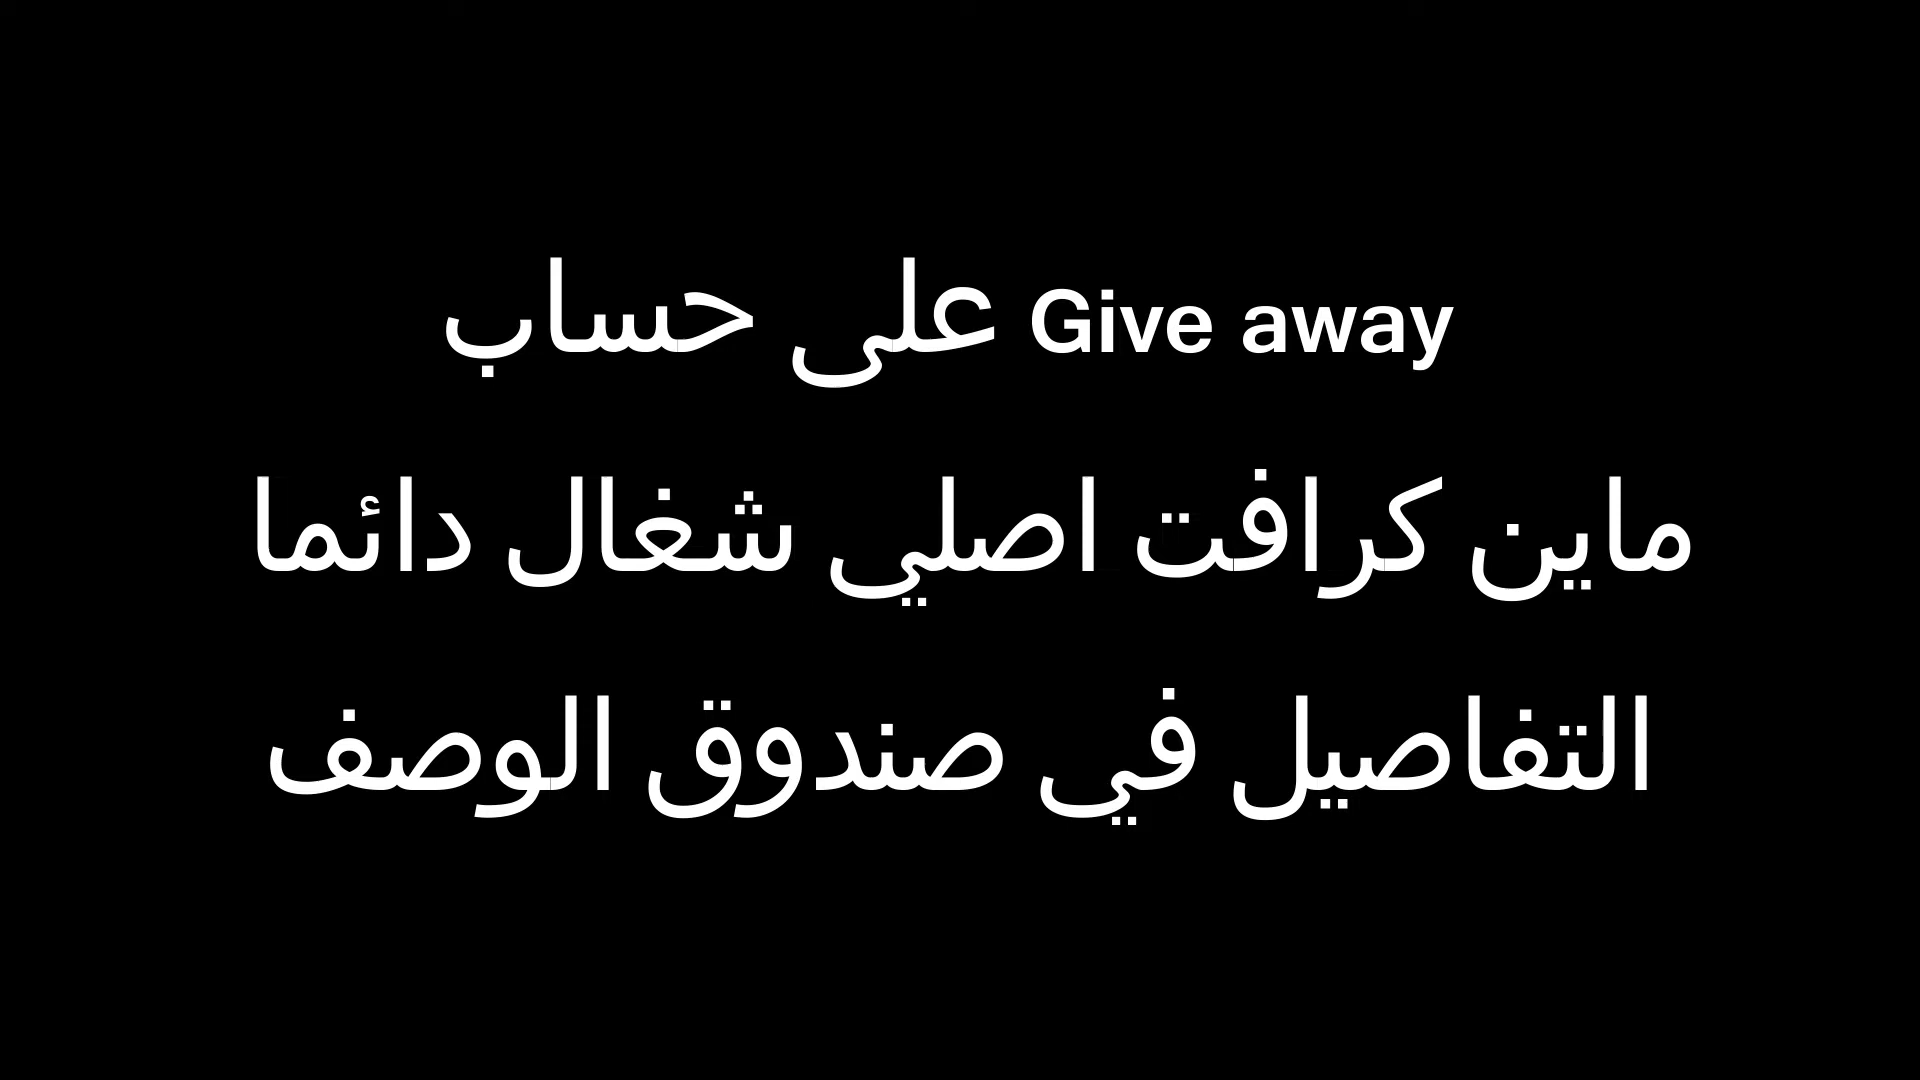 Give away على حساب
ماين كرافت اصلي شغال دائما
التفاصيل في صندوق الوصف